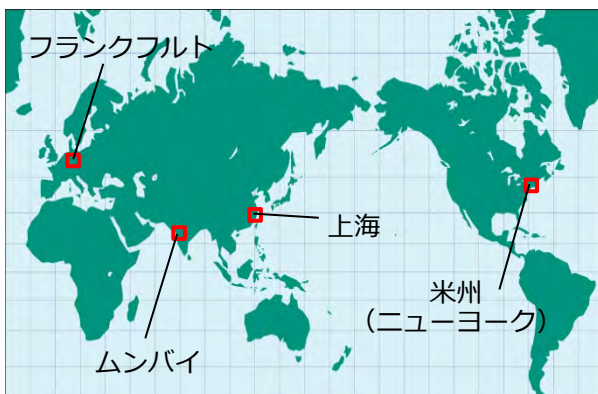 フランクフルト
上海
米州
（ニューヨーク）
ムンバイ